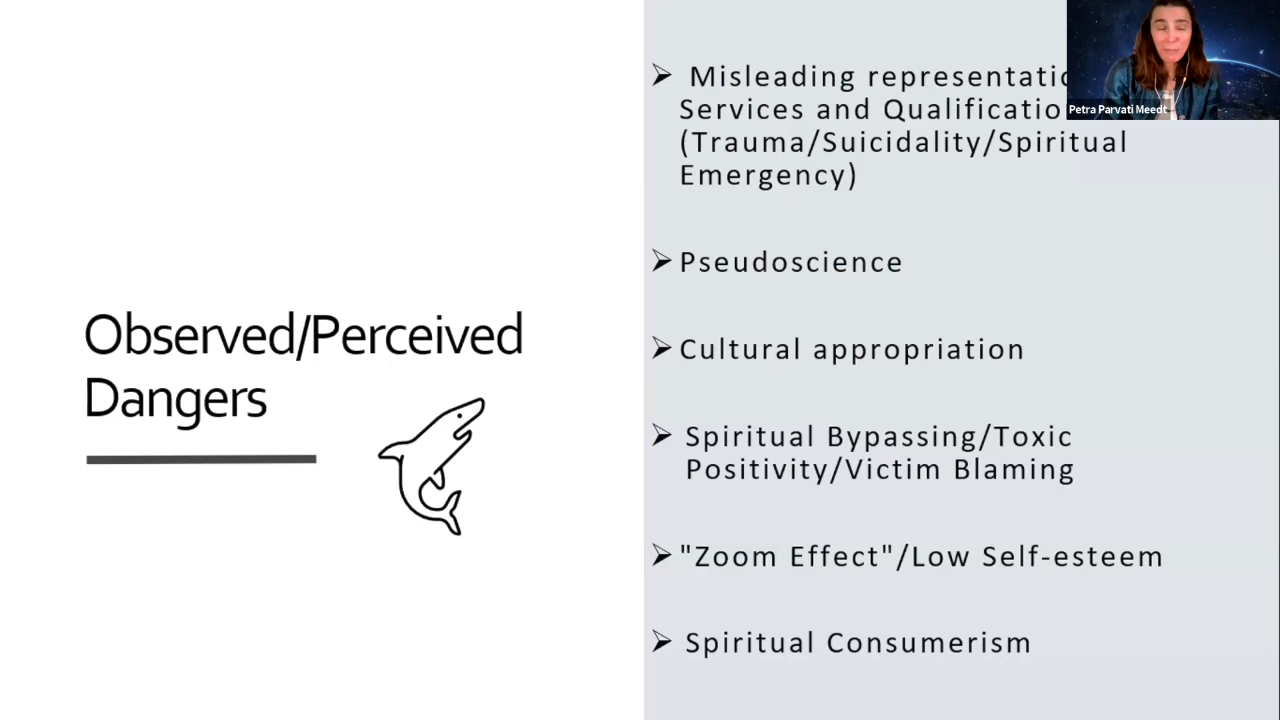 Observed/Perceived
Dangers
Misleading
Services and
(Trauma/Suicidality/Spiritual
Emergency)
Pseudoscience
Cultural appropriation
Spiritual Bypassing/Toxic
Positivity/Victim Blaming
"Zoom Effect"/Low Self-esteem
Spiritual Consumerism
Petra Parvati Meedt